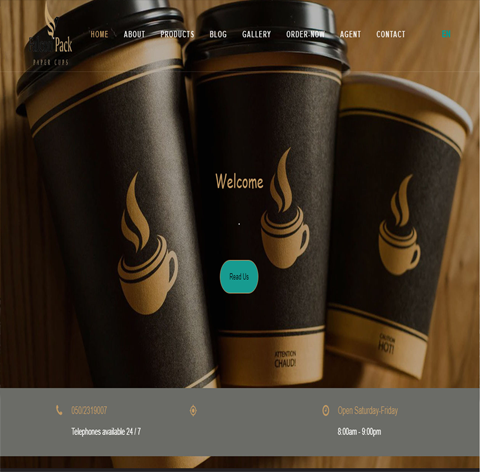 Pack
PAPER CUPS
HOME ABOUT PRODUCTS BLOG GALLERY ORDER-NOW AGENT CONTACT
Welcome
.
Read Us
ATTENTION
CHAUD!
CAUTION
HOT!
050/2319007
Telephones available 24 / 7
Open Saturday-Friday
8:00am - 9:00pm